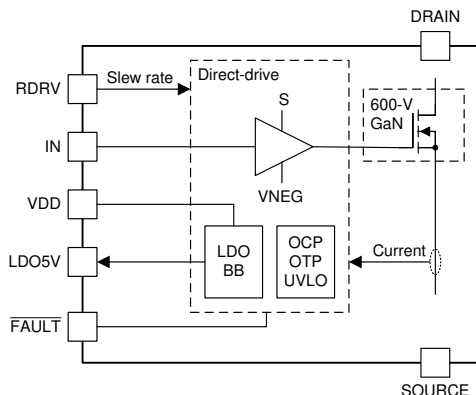 DRAIN
RDRV
Slew rate
Direct-drive
600-V
GaN
S
IN
VNEG
VDD
LDO5V
LDO
BB
OCP
OTP
UVLO
Current
FAULT
SOURCE